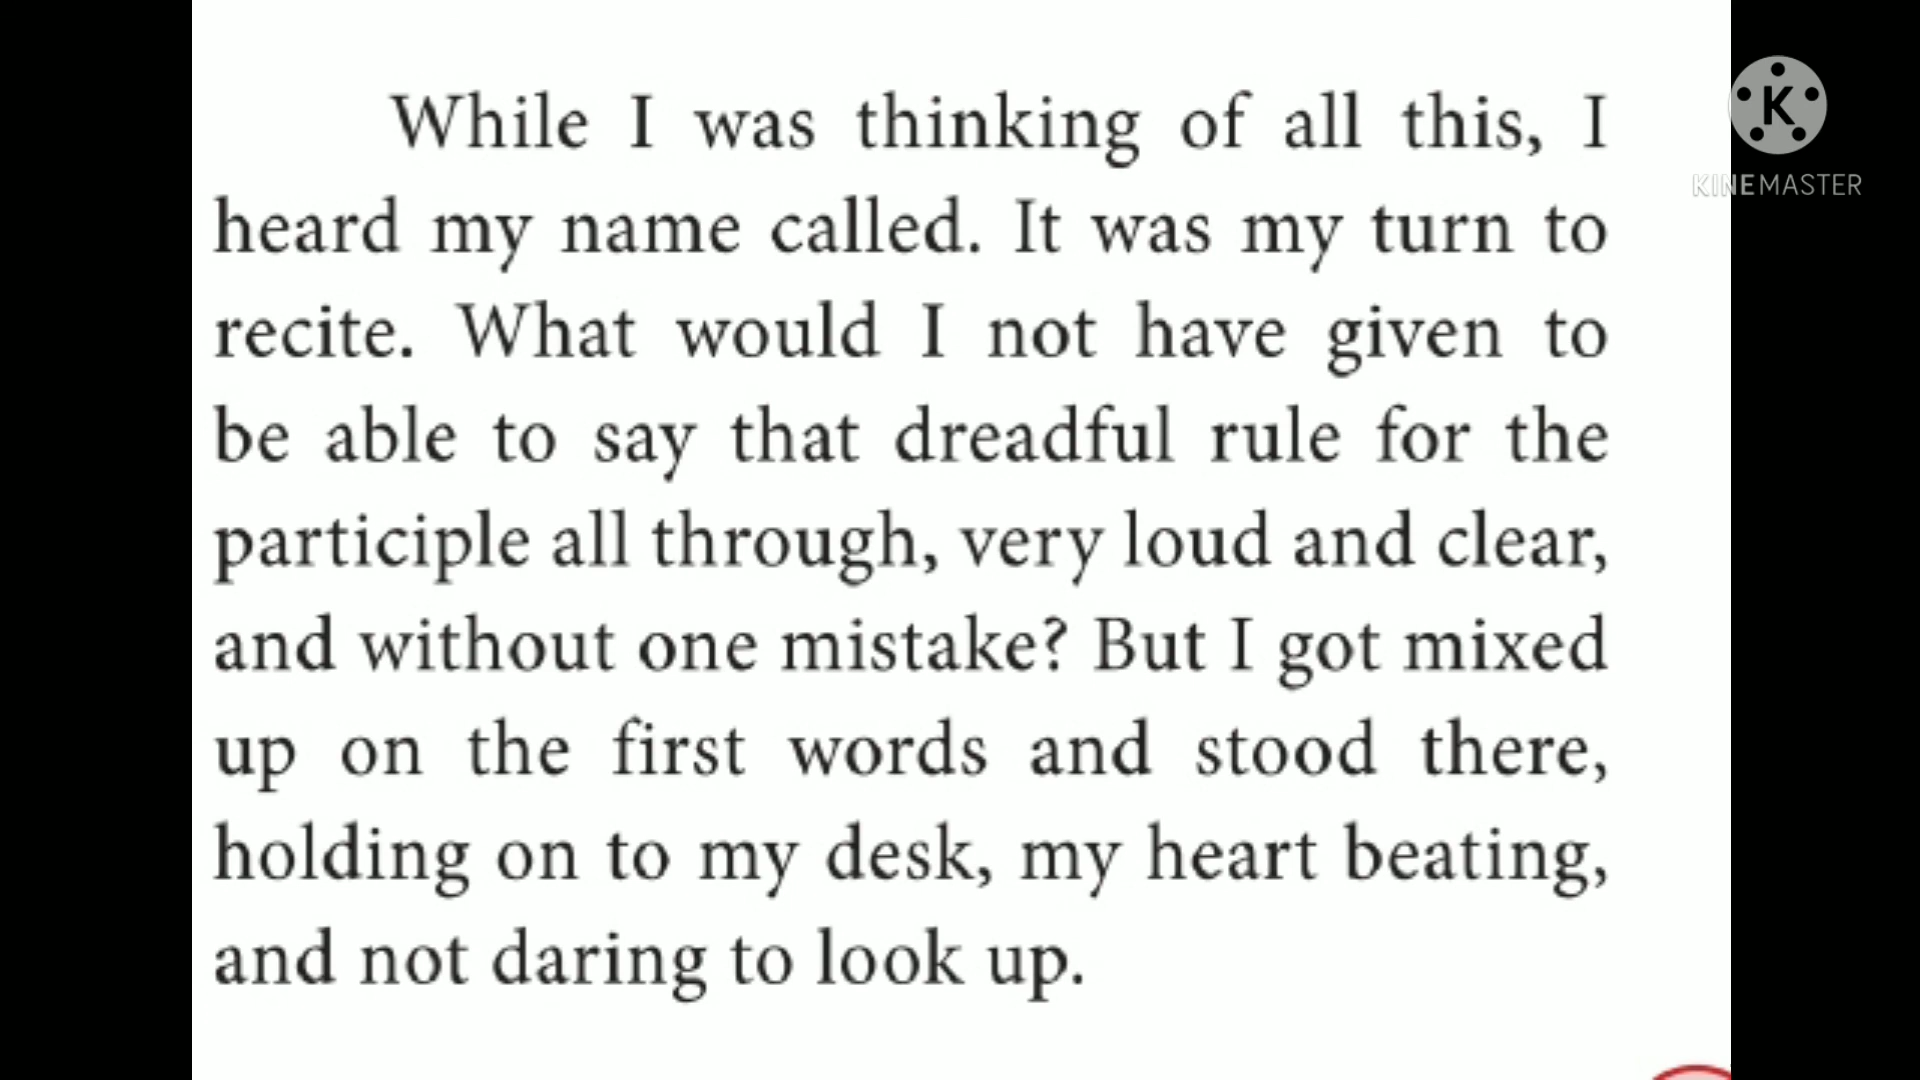 While I was thinking of all this, I
heard my name called. It was my turn to
recite. What would I not have given to
be able to say that dreadful rule for the
participle all through, very loud and clear,
and without one mistake? But I got mixed
up on the first words and stood there,
holding on to my desk, my heart beating,
and not daring to look up.
K
KINEMASTER